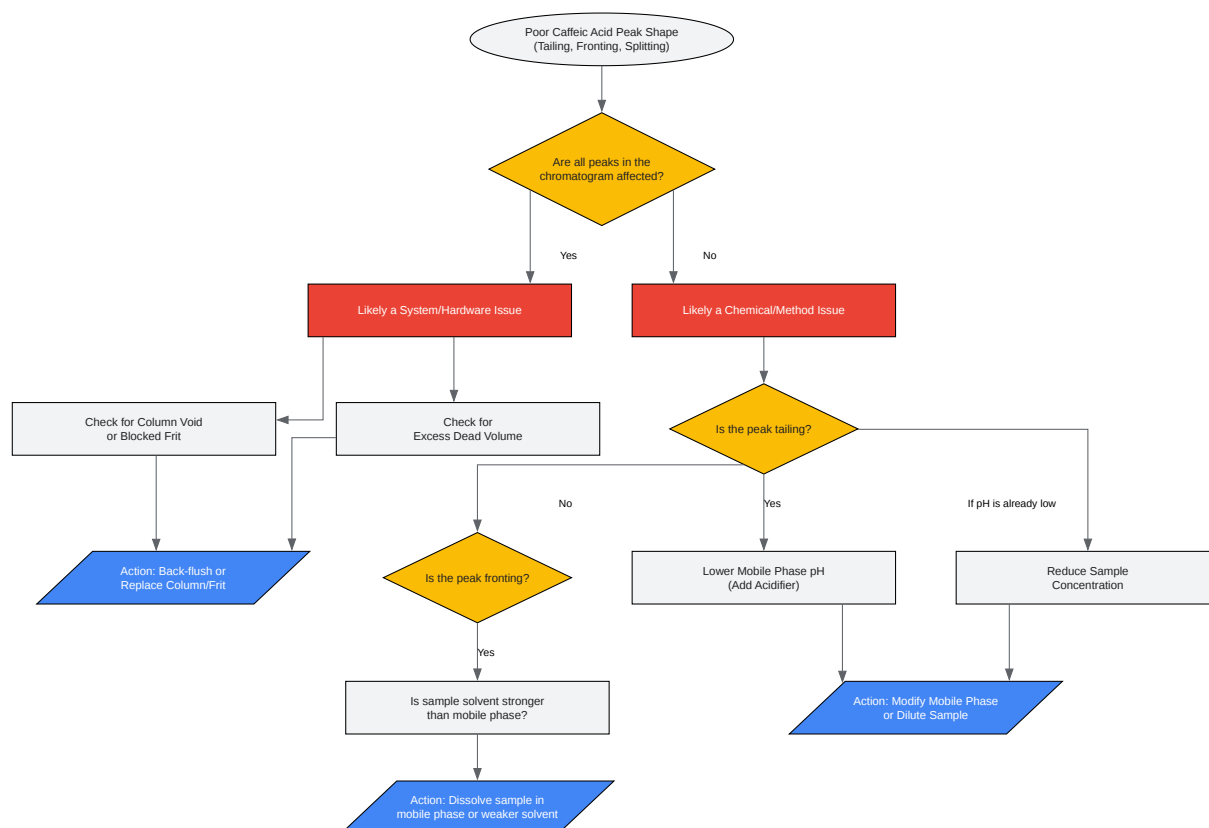 Poor Caffeic Acid Peak Shape
(Tailing, Fronting, Splitting)
Are all peaks in the
chromatogram affected?
Yes
No
Likely a System/Hardware Issue
Likely a Chemical/Method Issue
Check for Column Void
or Blocked Frit
Check for
Excess Dead Volume
Is the peak tailing?
No
Yes
If pH is already low
Action: Back-flush or
Replace Column/Frit
Is the peak fronting?
Lower Mobile Phase pH
(Add Acidifier)
Reduce Sample
Concentration
Yes
Is sample solvent stronger
than mobile phase?
Action: Modify Mobile Phase
or Dilute Sample
Action: Dissolve sample in
mobile phase or weaker solvent